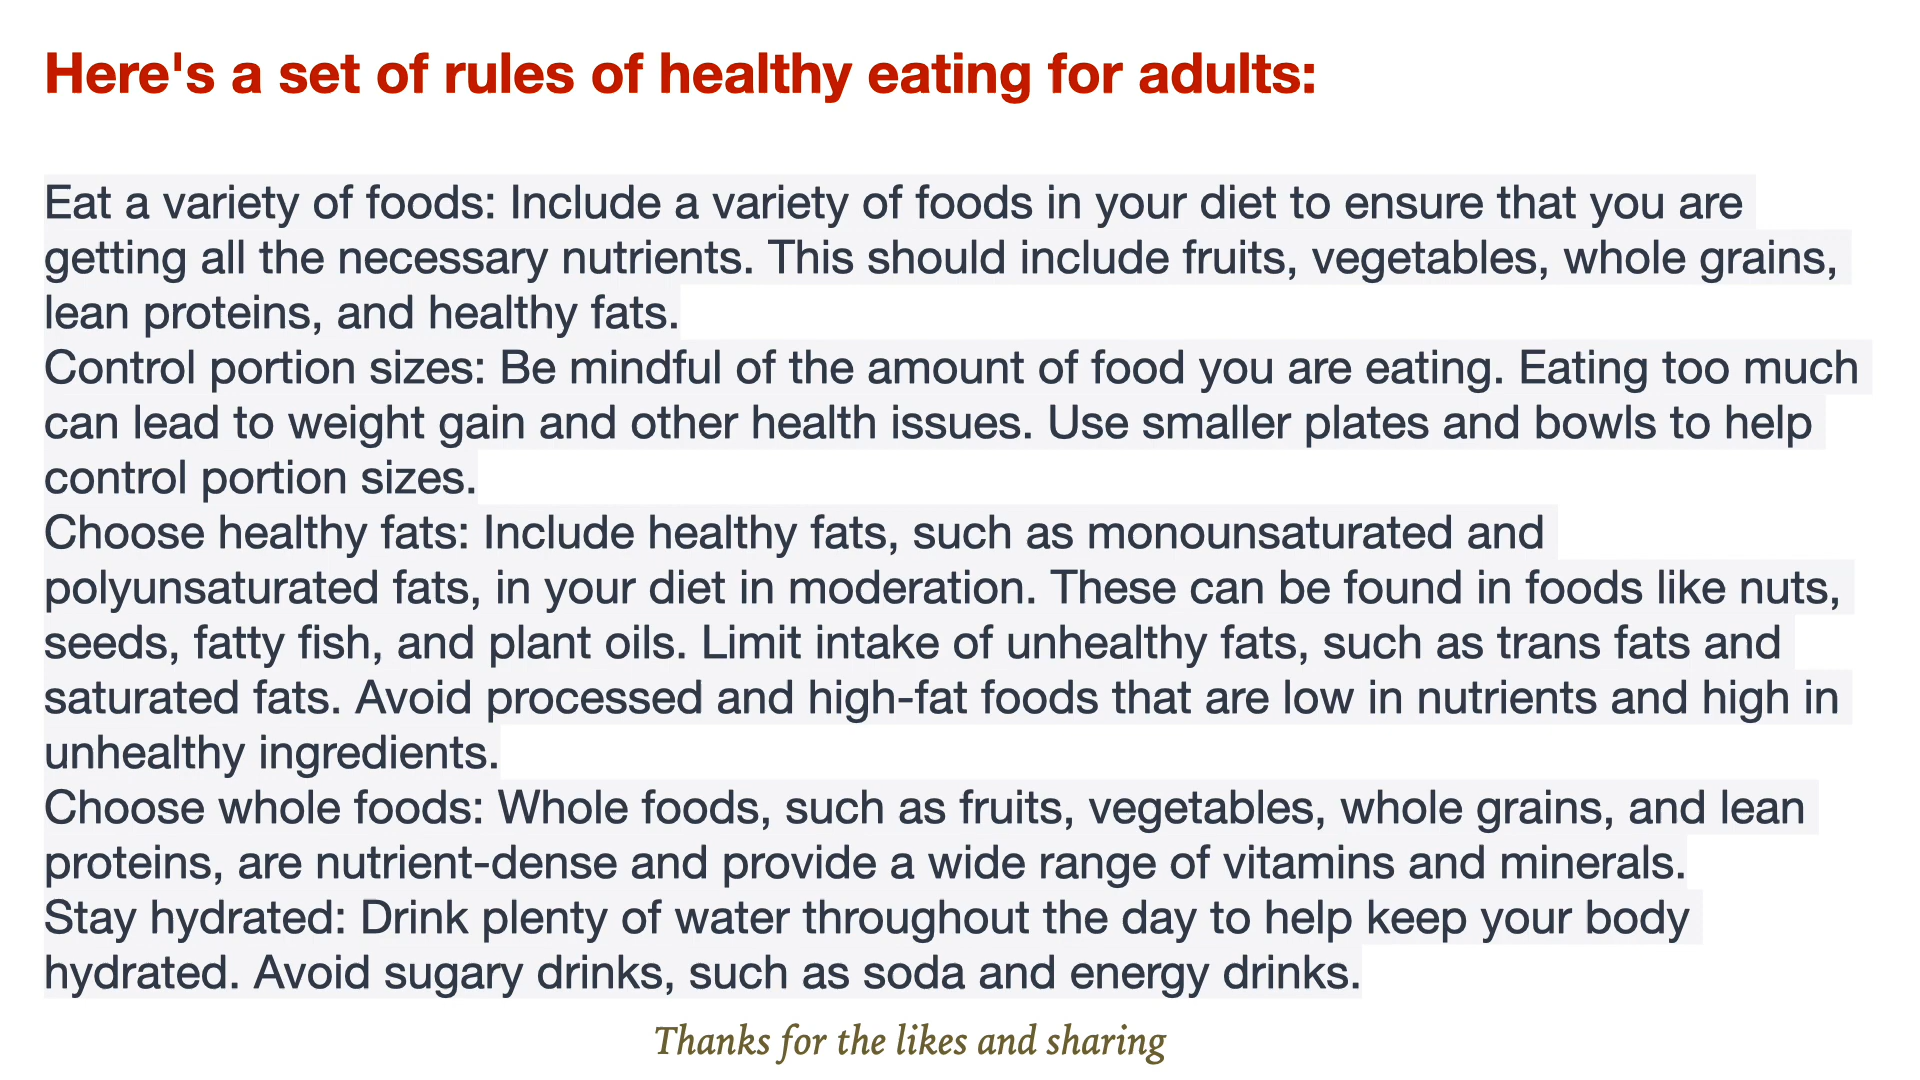 Here's a set of rules of healthy eating for adults:
Eat a variety of foods: Include a variety of foods in your diet to ensure that you are
getting all the necessary nutrients. This should include fruits, vegetables, whole grains,
lean proteins, and healthy fats.
Control portion sizes: Be mindful of the amount of food you are eating. Eating too much
can lead to weight gain and other health issues. Use smaller plates and bowls to help
control portion sizes.
Choose healthy fats: Include healthy fats, such as monounsaturated and
polyunsaturated fats, in your diet in moderation. These can be found in foods like nuts,
seeds, fatty fish, and plant oils. Limit intake of unhealthy fats, such as trans fats and
saturated fats. Avoid processed and high-fat foods that are low in nutrients and high in
unhealthy ingredients.
Choose whole foods: Whole foods, such as fruits, vegetables, whole grains, and lean
proteins, are nutrient-dense and provide a wide range of vitamins and minerals.
Stay hydrated: Drink plenty of water throughout the day to help keep your body
hydrated. Avoid sugary drinks, such as soda and energy drinks.
Thanks for the likes and sharing